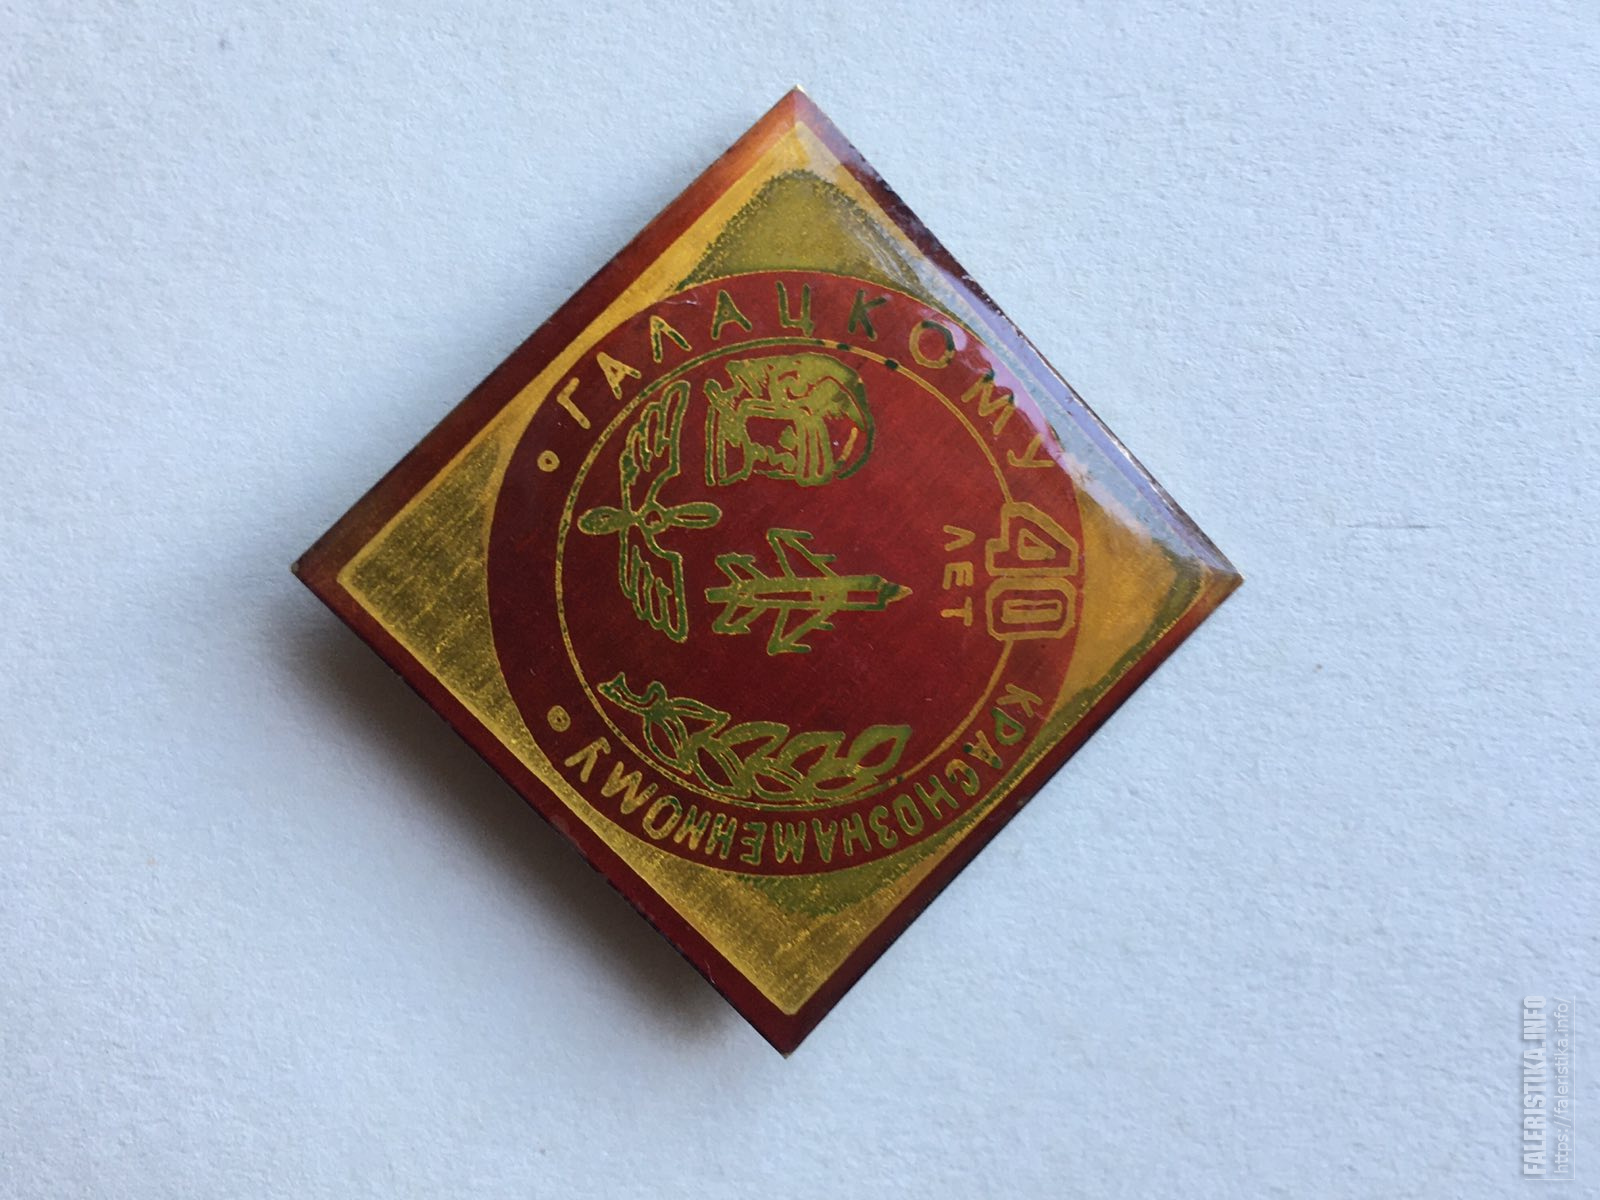 ГАЛАЦКОМУ
40
ЛЕТ
КРАСНОЗНАМЕННОМУ
FALERISTIKA.INFO
https://faleristika.info/